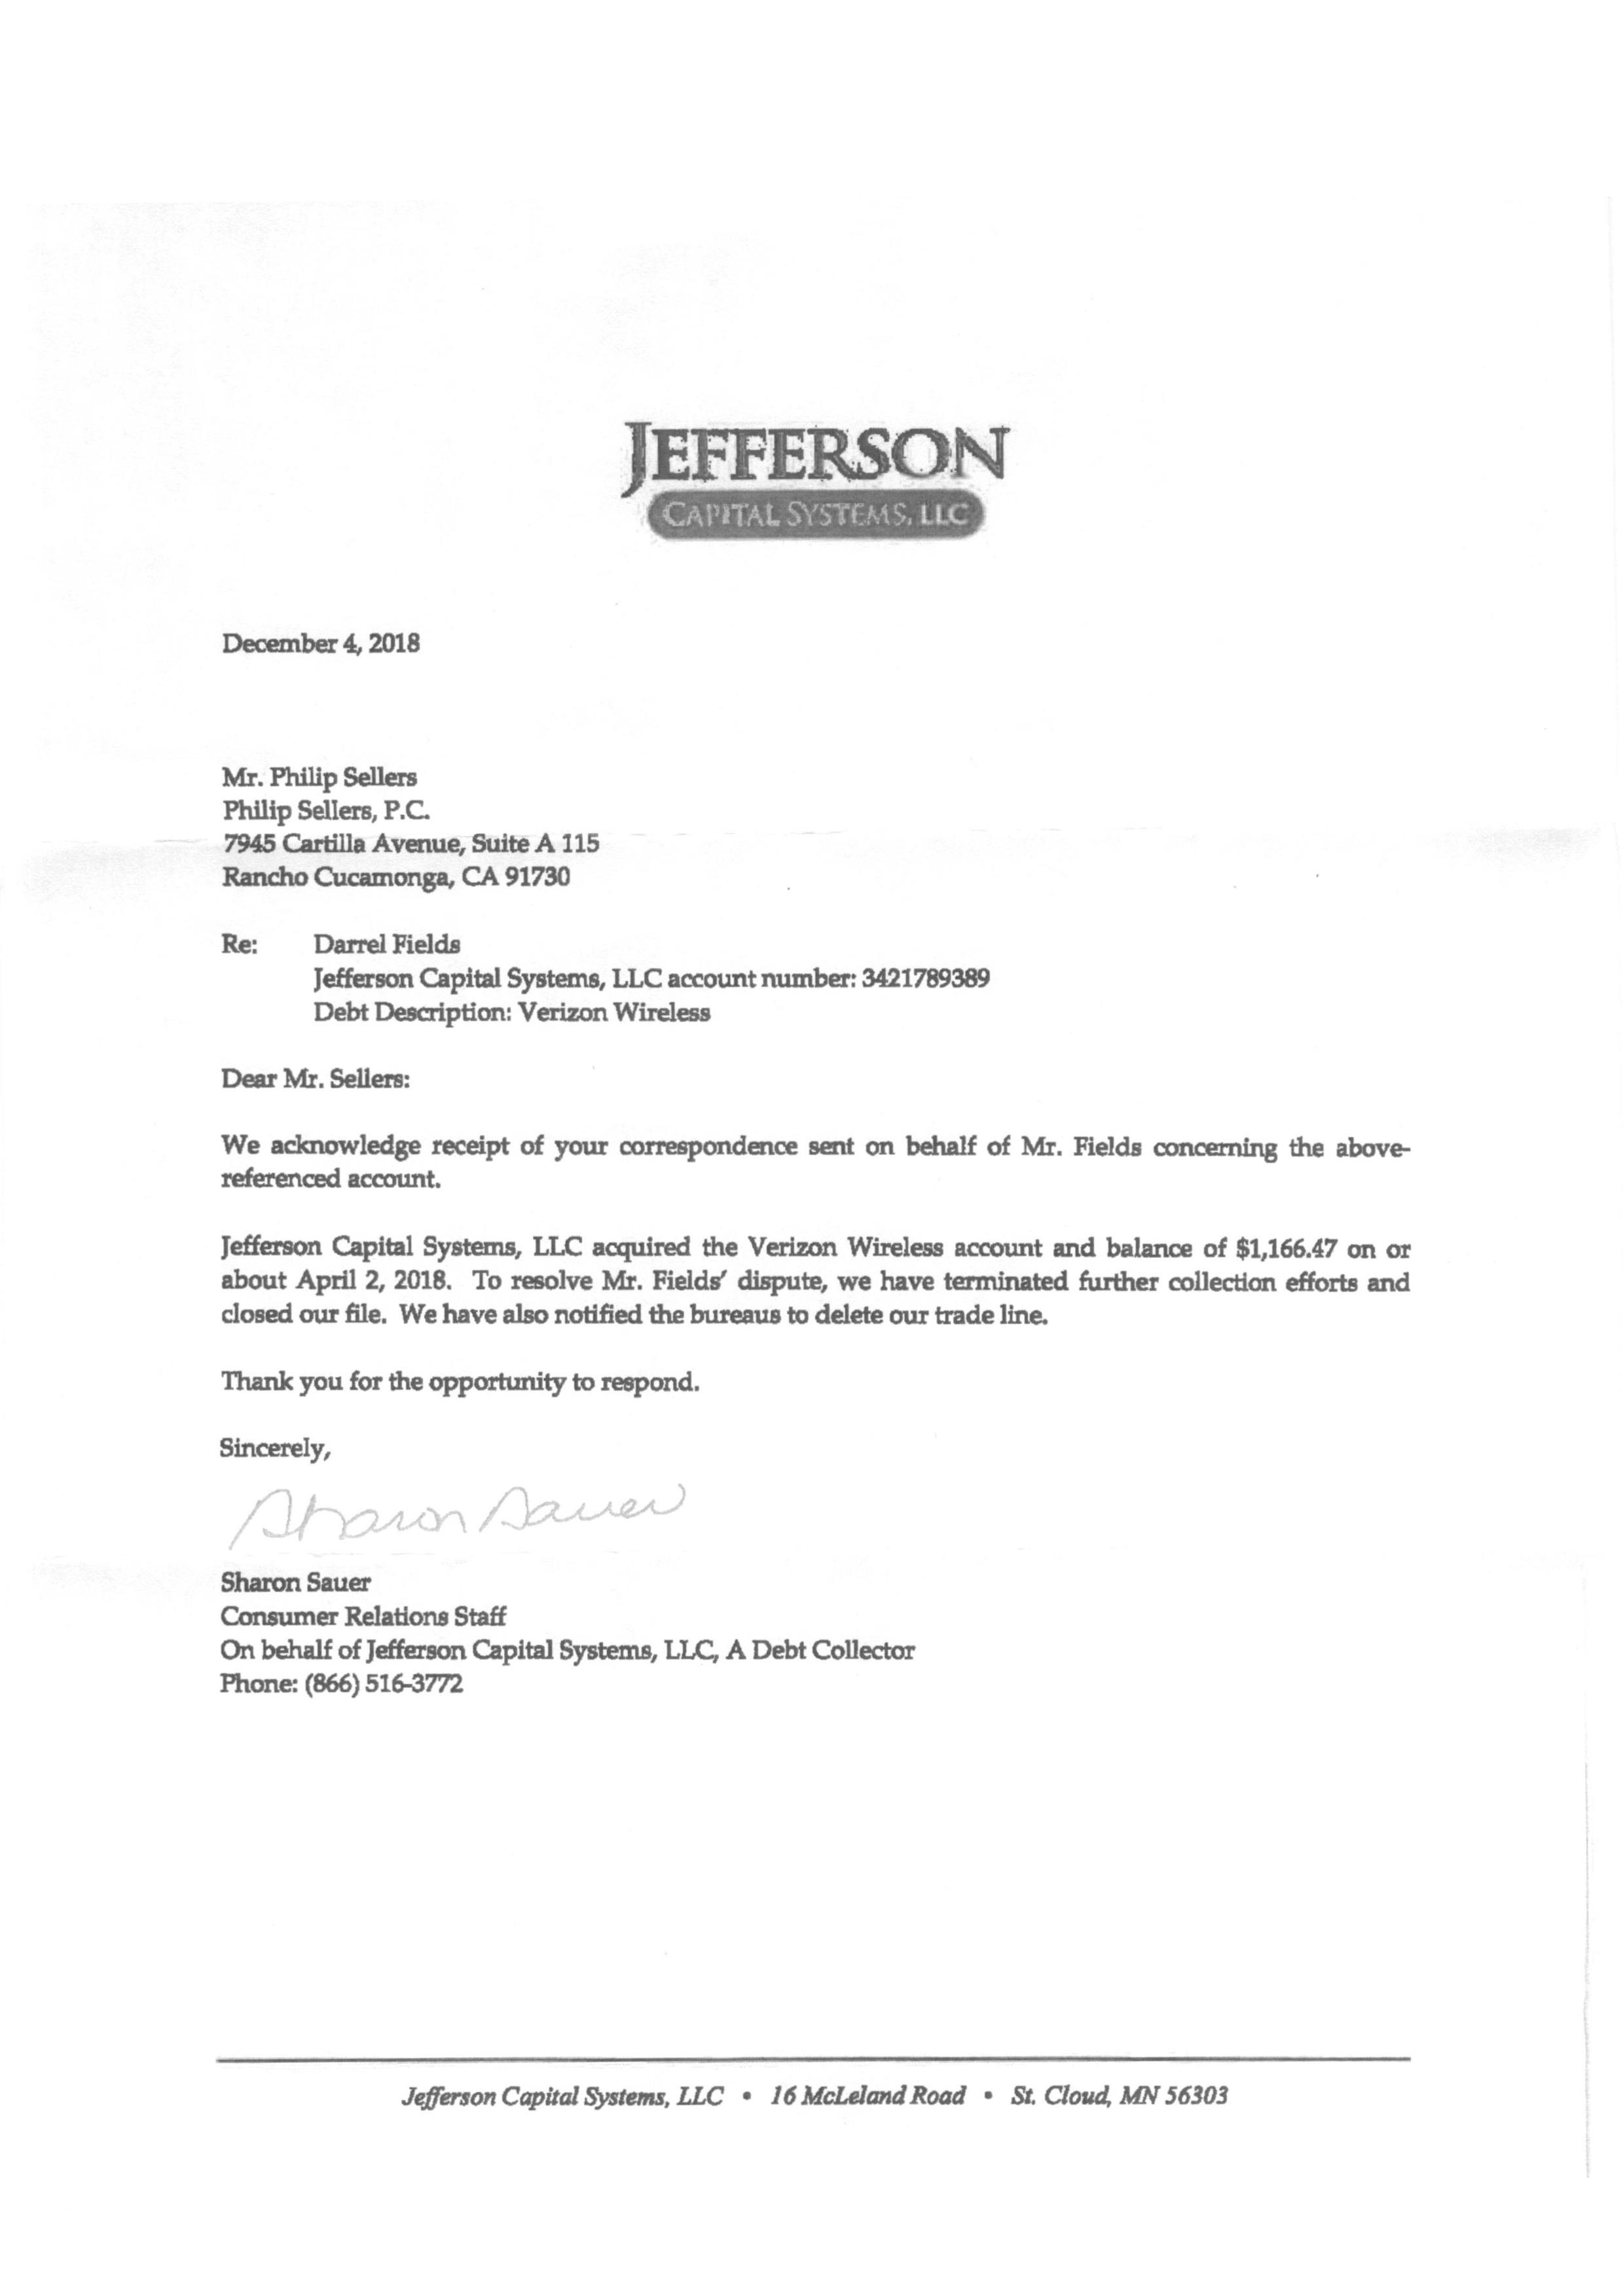 JEFFERSON
CAPITAL SYSTEMS, LLC
December 4, 2018
Mr. Philip Sellers
Philip Sellers, P.C.
7945 Cartilla Avenue, Suite A 115
Rancho Cucamonga, CA 91730
Re: Darrel Fields
Jefferson Capital Systems, LLC account number: 3421789389
Debt Description: Verizon Wireless
Dear Mr. Sellers:
We acknowledge receipt of your correspondence sent on behalf of Mr. Fields concerning the above-
referenced account.
Jefferson Capital Systems, LLC acquired the Verizon Wireless account and balance of $1,166.47 on or
about April 2, 2018. To resolve Mr. Fields' dispute, we have terminated further collection efforts and
closed our file. We have also notified the bureaus to delete our trade line.
Thank you for the opportunity to respond.
Sincerely,
Sharon Sauer
Sharon Sauer
Consumer Relations Staff
On behalf of Jefferson Capital Systems, LLC, A Debt Collector
Phone: (866) 516-3772
Jefferson Capital Systems, LLC • 16 McLeland Road • St. Cloud, MN 56303